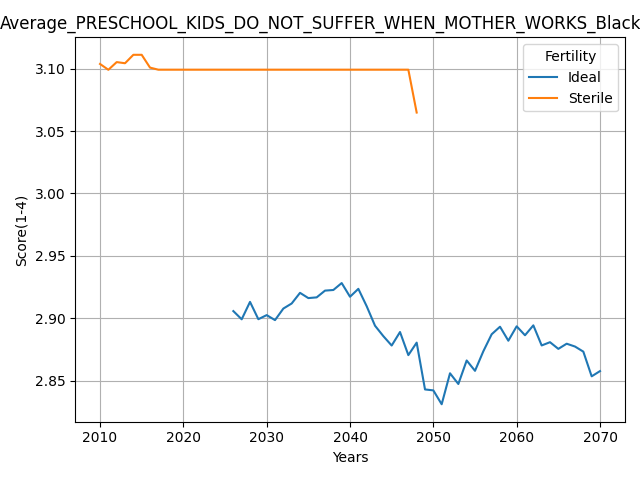 Average_PRESCHOOL_KIDS_DO_NOT_SUFFER_WHEN_MOTHER_WORKS_Black
Fertility
Ideal
Sterile
Score(1-4)
3.10
3.05
3.00
2.95
2.90
2.85
2010 2020 2030 2040 2050 2060 2070
Years